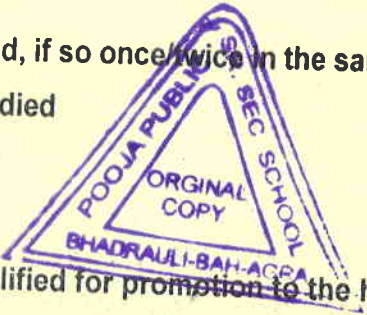 d, if so once/twice in the sa
died
POOJA PUBLIC SR. SEC SCHOOL
ORGINAL
COPY
BHADRAULI-BAH-AGRA
lified for promotion to the h